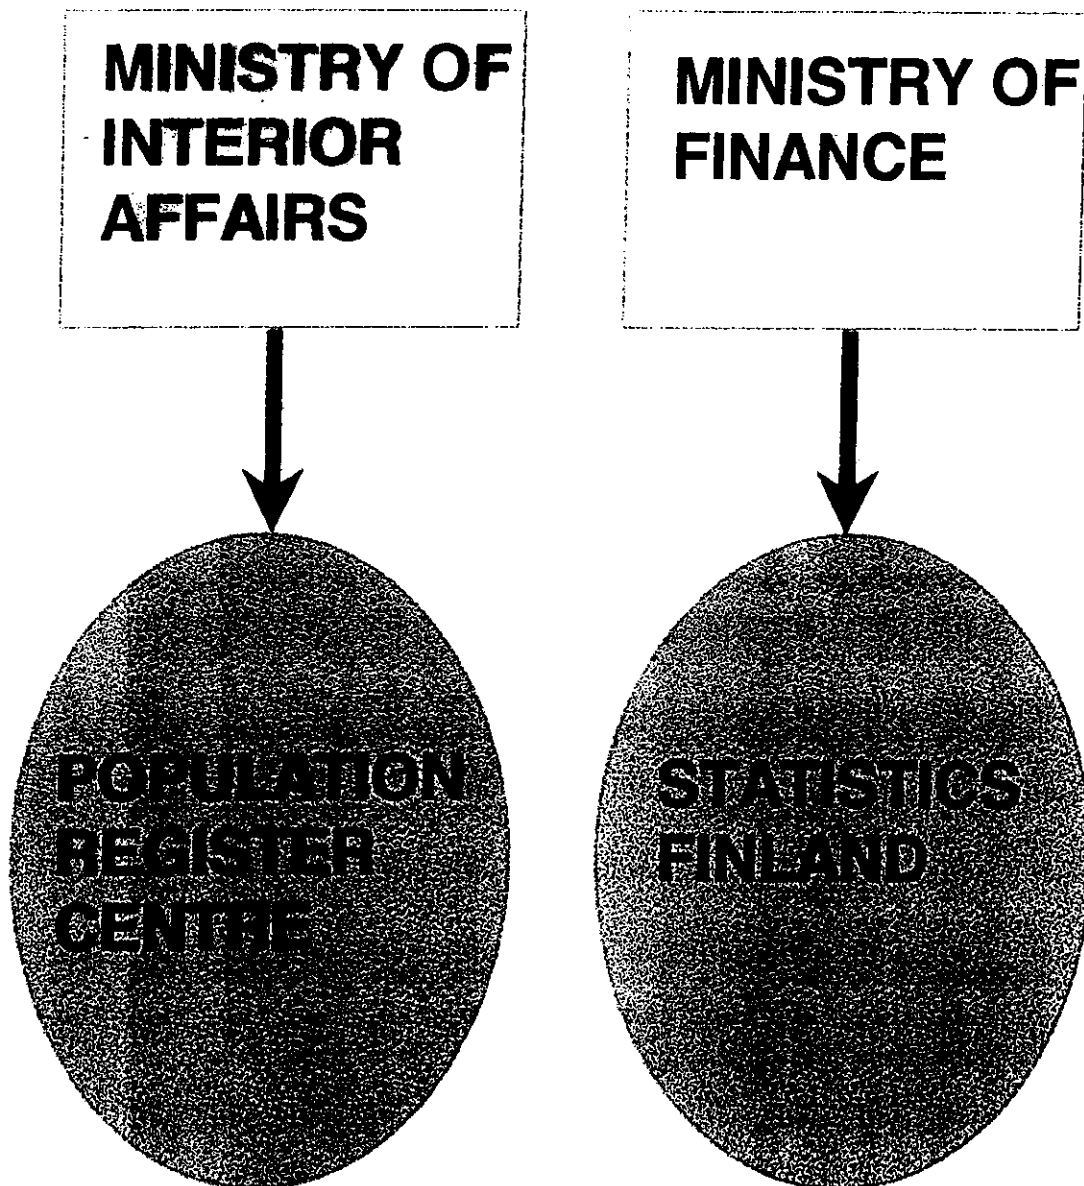 MINISTRY OF
INTERIOR
AFFAIRS
MINISTRY OF
FINANCE
POPULATION
REGISTER
CENTRE
STATISTICS
FINLAND